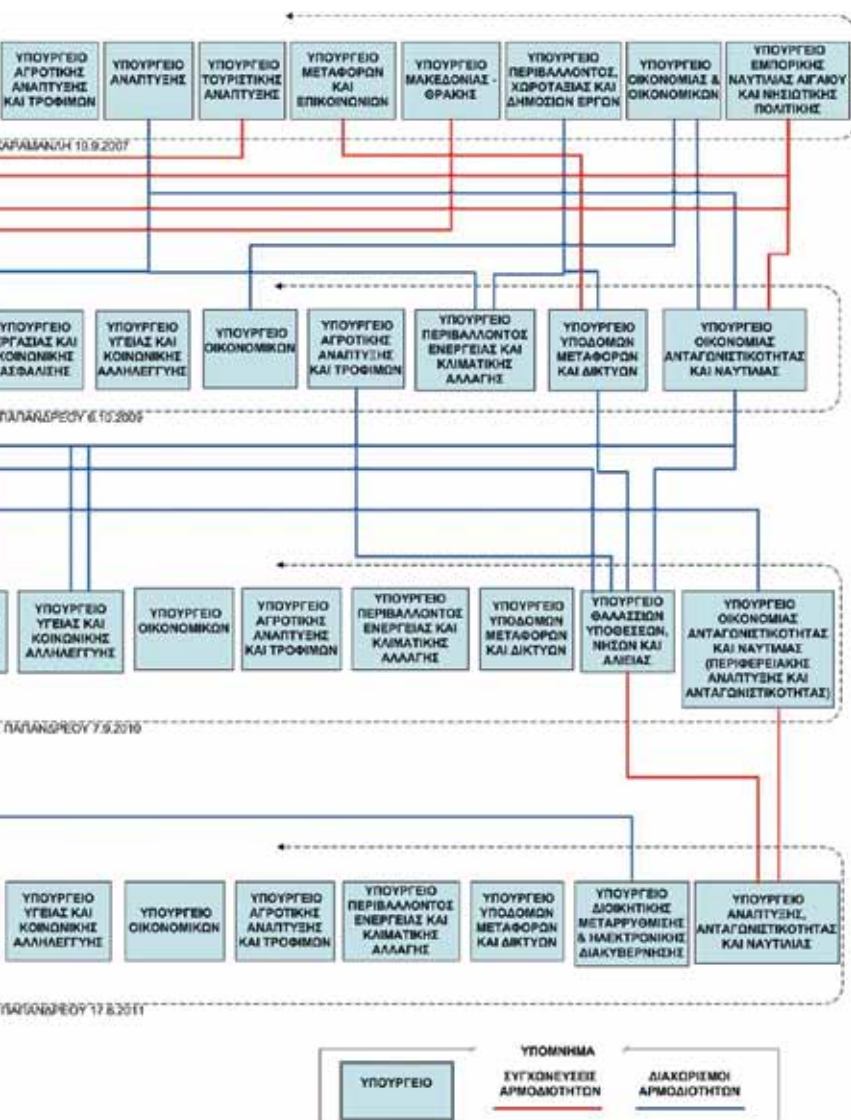 ΥΠΟΥΡΓΕΙΟ
ΑΓΡΟΤΙΚΗΣ
ΑΝΑΠΤΥΞΗΣ
ΚΑΙ ΤΡΟΦΙΜΩΝ
ΥΠΟΥΡΓΕΙΟ
ΑΝΑΠΤΥΞΗΣ
ΥΠΟΥΡΓΕΙΟ
ΤΟΥΡΙΣΤΙΚΗΣ
ΑΝΑΠΤΥΞΗΣ
ΥΠΟΥΡΓΕΙΟ
ΜΕΤΑΦΟΡΩΝ
ΚΑΙ
ΕΠΙΚΟΙΝΩΝΙΩΝ
ΥΠΟΥΡΓΕΙΟ
ΜΑΚΕΔΟΝΙΑΣ -
ΘΡΑΚΗΣ
ΥΠΟΥΡΓΕΙΟ
ΠΕΡΙΒΑΛΛΟΝΤΟΣ,
ΧΩΡΟΤΑΞΙΑΣ ΚΑΙ
ΔΗΜΟΣΙΩΝ ΕΡΓΩΝ
ΥΠΟΥΡΓΕΙΟ
ΟΙΚΟΝΟΜΙΑΣ &
ΟΙΚΟΝΟΜΙΚΩΝ
ΥΠΟΥΡΓΕΙΟ
ΕΜΠΟΡΙΚΗΣ
ΝΑΥΤΙΛΙΑΣ ΑΙΓΑΙΟΥ
ΚΑΙ ΝΗΣΙΩΤΙΚΗΣ
ΠΟΛΙΤΙΚΗΣ
ΚΑΡΑΜΑΝΛΗ 19.9.2007
ΥΠΟΥΡΓΕΙΟ
ΕΡΓΑΣΙΑΣ ΚΑΙ
ΚΟΙΝΩΝΙΚΗΣ
ΑΣΦΑΛΙΣΗΣ
ΥΠΟΥΡΓΕΙΟ
ΥΓΕΙΑΣ ΚΑΙ
ΚΟΙΝΩΝΙΚΗΣ
ΑΛΛΗΛΕΓΓΥΗΣ
ΥΠΟΥΡΓΕΙΟ
ΟΙΚΟΝΟΜΙΚΩΝ
ΥΠΟΥΡΓΕΙΟ
ΑΓΡΟΤΙΚΗΣ
ΑΝΑΠΤΥΞΗΣ
ΚΑΙ ΤΡΟΦΙΜΩΝ
ΥΠΟΥΡΓΕΙΟ
ΠΕΡΙΒΑΛΛΟΝΤΟΣ
ΕΝΕΡΓΕΙΑΣ ΚΑΙ
ΚΛΙΜΑΤΙΚΗΣ
ΑΛΛΑΓΗΣ
ΥΠΟΥΡΓΕΙΟ
ΥΠΟΔΟΜΩΝ
ΜΕΤΑΦΟΡΩΝ
ΚΑΙ ΔΙΚΤΥΩΝ
ΥΠΟΥΡΓΕΙΟ
ΟΙΚΟΝΟΜΙΑΣ
ΑΝΤΑΓΩΝΙΣΤΙΚΟΤΗΤΑΣ
ΚΑΙ ΝΑΥΤΙΛΙΑΣ
ΠΑΠΑΝΔΡΕΟΥ 6.10.2009
ΥΠΟΥΡΓΕΙΟ
ΥΓΕΙΑΣ ΚΑΙ
ΚΟΙΝΩΝΙΚΗΣ
ΑΛΛΗΛΕΓΓΥΗΣ
ΥΠΟΥΡΓΕΙΟ
ΟΙΚΟΝΟΜΙΚΩΝ
ΥΠΟΥΡΓΕΙΟ
ΑΓΡΟΤΙΚΗΣ
ΑΝΑΠΤΥΞΗΣ
ΚΑΙ ΤΡΟΦΙΜΩΝ
ΥΠΟΥΡΓΕΙΟ
ΠΕΡΙΒΑΛΛΟΝΤΟΣ
ΕΝΕΡΓΕΙΑΣ ΚΑΙ
ΚΛΙΜΑΤΙΚΗΣ
ΑΛΛΑΓΗΣ
ΥΠΟΥΡΓΕΙΟ
ΥΠΟΔΟΜΩΝ
ΜΕΤΑΦΟΡΩΝ
ΚΑΙ ΔΙΚΤΥΩΝ
ΥΠΟΥΡΓΕΙΟ
ΘΑΛΑΣΣΙΩΝ
ΥΠΟΘΕΣΕΩΝ,
ΝΗΣΩΝ ΚΑΙ
ΑΛΙΕΙΑΣ
ΥΠΟΥΡΓΕΙΟ
ΟΙΚΟΝΟΜΙΑΣ
ΑΝΤΑΓΩΝΙΣΤΙΚΟΤΗΤΑΣ
ΚΑΙ ΝΑΥΤΙΛΙΑΣ
(ΠΕΡΙΦΕΡΕΙΑΚΗΣ
ΑΝΑΠΤΥΞΗΣ ΚΑΙ
ΑΝΤΑΓΩΝΙΣΤΙΚΟΤΗΤΑΣ)
ΠΑΠΑΝΔΡΕΟΥ 7.9.2010
ΥΠΟΥΡΓΕΙΟ
ΥΓΕΙΑΣ ΚΑΙ
ΚΟΙΝΩΝΙΚΗΣ
ΑΛΛΗΛΕΓΓΥΗΣ
ΥΠΟΥΡΓΕΙΟ
ΟΙΚΟΝΟΜΙΚΩΝ
ΥΠΟΥΡΓΕΙΟ
ΑΓΡΟΤΙΚΗΣ
ΑΝΑΠΤΥΞΗΣ
ΚΑΙ ΤΡΟΦΙΜΩΝ
ΥΠΟΥΡΓΕΙΟ
ΠΕΡΙΒΑΛΛΟΝΤΟΣ
ΕΝΕΡΓΕΙΑΣ ΚΑΙ
ΚΛΙΜΑΤΙΚΗΣ
ΑΛΛΑΓΗΣ
ΥΠΟΥΡΓΕΙΟ
ΥΠΟΔΟΜΩΝ
ΜΕΤΑΦΟΡΩΝ
ΚΑΙ ΔΙΚΤΥΩΝ
ΥΠΟΥΡΓΕΙΟ
ΔΙΟΙΚΗΤΙΚΗΣ
ΜΕΤΑΡΡΥΘΜΙΣΗΣ
& ΗΛΕΚΤΡΟΝΙΚΗΣ
ΔΙΑΚΥΒΕΡΝΗΣΗΣ
ΥΠΟΥΡΓΕΙΟ
ΑΝΑΠΤΥΞΗΣ,
ΑΝΤΑΓΩΝΙΣΤΙΚΟΤΗΤΑΣ
ΚΑΙ ΝΑΥΤΙΛΙΑΣ
ΠΑΠΑΝΔΡΕΟΥ 17.6.2011
ΥΠΟΜΝΗΜΑ
ΥΠΟΥΡΓΕΙΟ
ΣΥΓΧΩΝΕΥΣΕΙΣ
ΑΡΜΟΔΙΟΤΗΤΩΝ
ΔΙΑΧΩΡΙΣΜΟΙ
ΑΡΜΟΔΙΟΤΗΤΩΝ